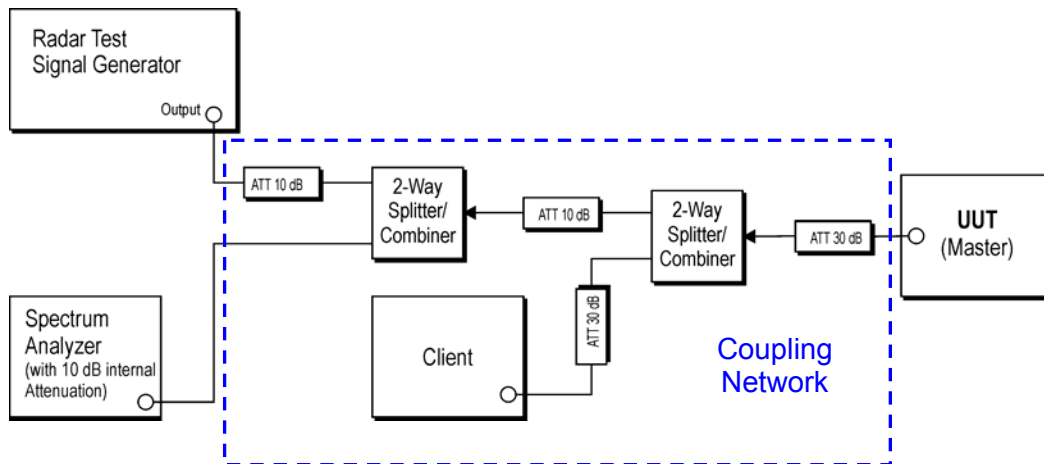 Radar Test
Signal Generator
Output
ATT 10 dB
2-Way
Splitter/
Combiner
ATT 10 dB
2-Way
Splitter/
Combiner
ATT 30 dB
UUT
(Master)
Spectrum
Analyzer
(with 10 dB internal
Attenuation)
Client
ATT 30 dB
Coupling
Network